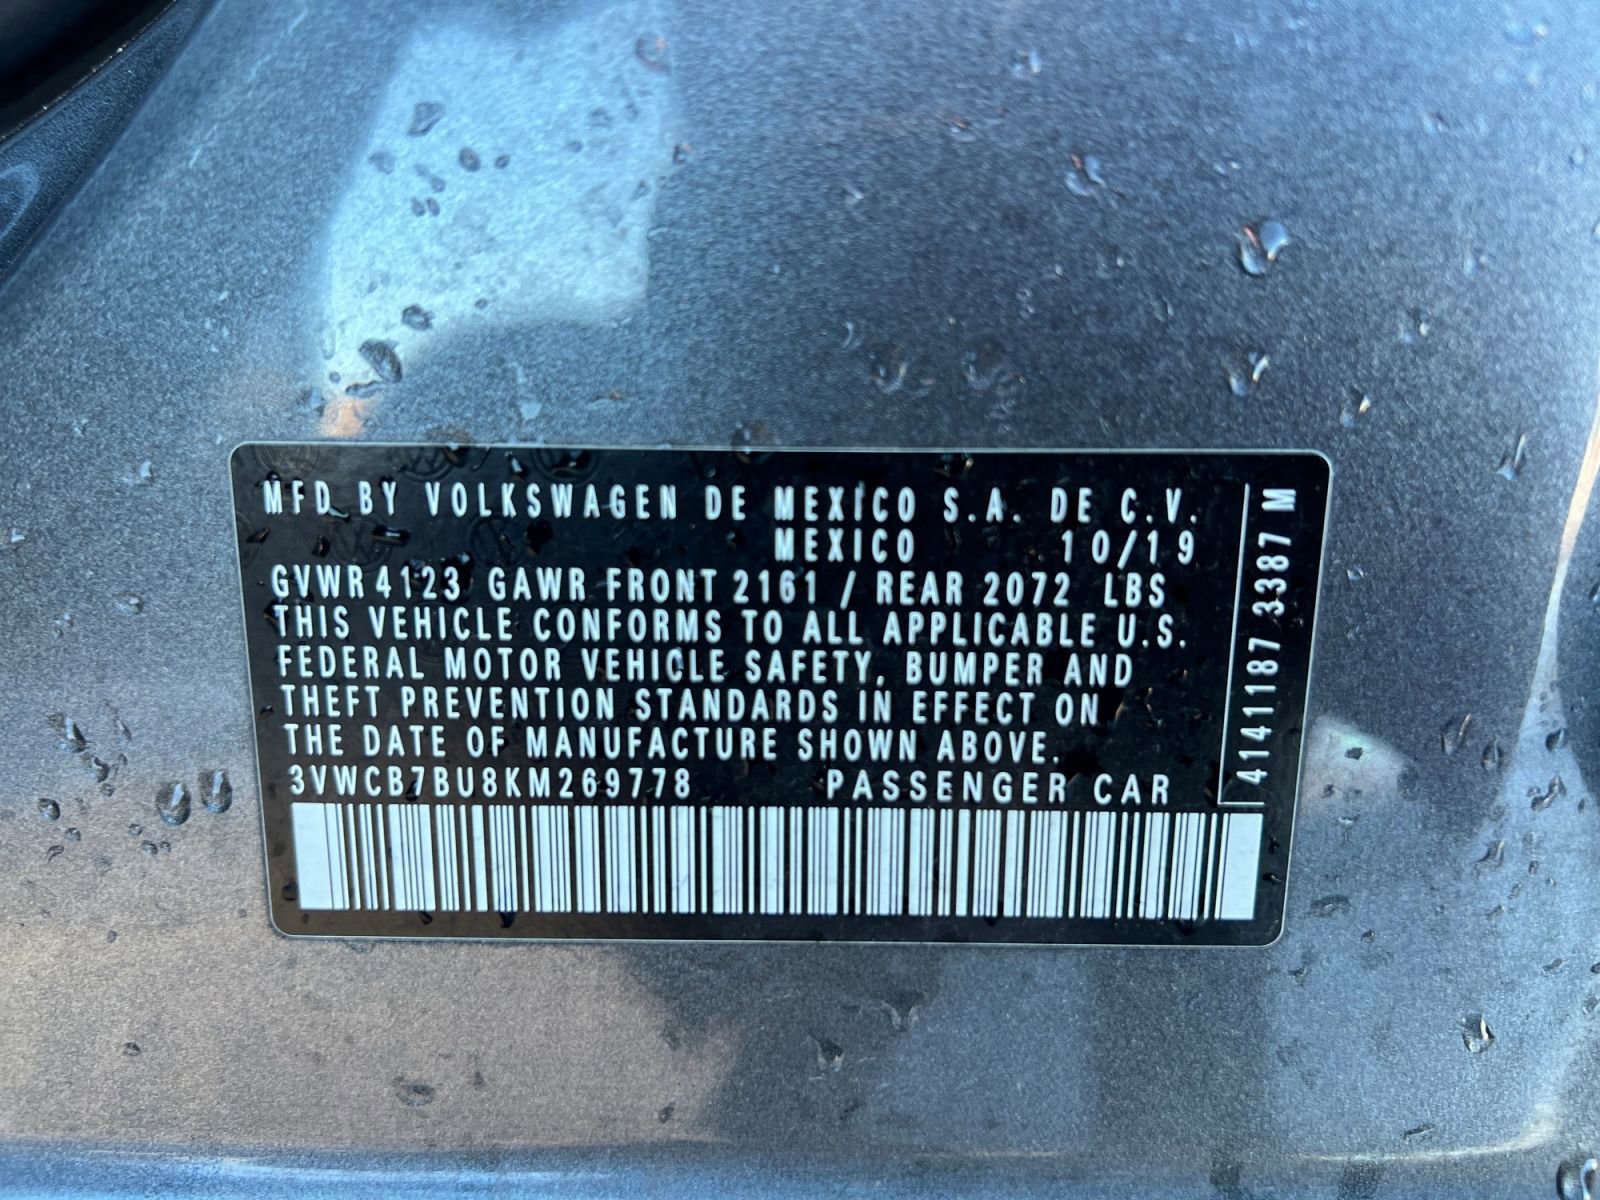 MFD BY VOLKSWAGEN DE MEXICO S.A. DE C.V.
MEXICO 10/19
GVWR 4123 GAWR FRONT 2161 / REAR 2072 LBS
THIS VEHICLE CONFORMS TO ALL APPLICABLE U.S.
FEDERAL MOTOR VEHICLE SAFETY, BUMPER AND
THEFT PREVENTION STANDARDS IN EFFECT ON
THE DATE OF MANUFACTURE SHOWN ABOVE.
3VWCB7BU8KM269778 PASSENGER CAR
4141187 3387 M